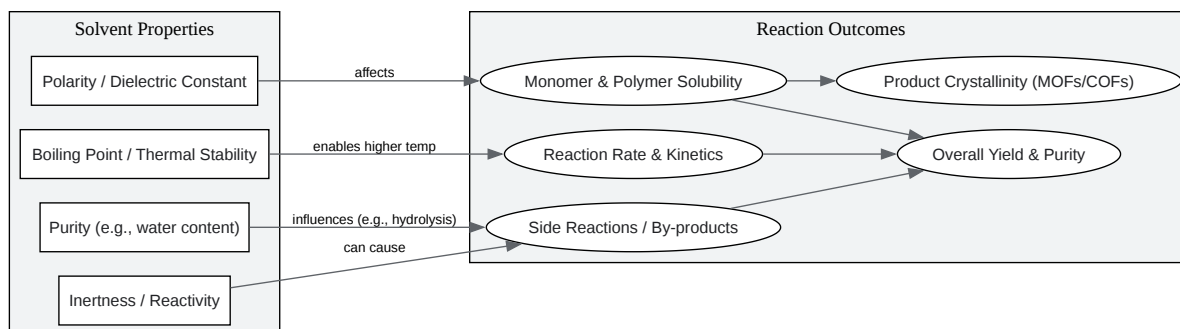 Solvent Properties
Polarity / Dielectric Constant
Boiling Point / Thermal Stability
Purity (e.g., water content)
Inertness / Reactivity
affects
enables higher temp
influences (e.g., hydrolysis)
can cause
Reaction Outcomes
Monomer & Polymer Solubility
Product Crystallinity (MOFs/COFs)
Reaction Rate & Kinetics
Overall Yield & Purity
Side Reactions / By-products